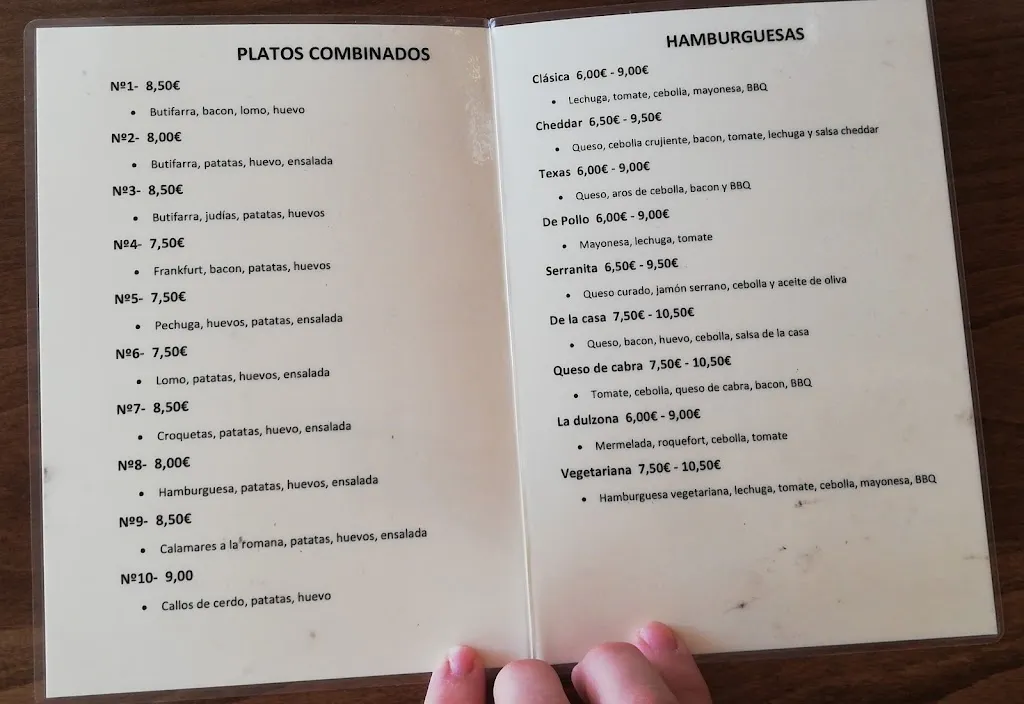 PLATOS COMBINADOS
Nº1- 8,50€
• Butifarra, bacon, lomo, huevo
Nº2- 8,00€
• Butifarra, patatas, huevo, ensalada
Nº3- 8,50€
• Butifarra, judías, patatas, huevos
Nº4- 7,50€
• Frankfurt, bacon, patatas, huevos
Nº5- 7,50€
• Pechuga, huevos, patatas, ensalada
Nº6- 7,50€
• Lomo, patatas, huevos, ensalada
Nº7- 8,50€
• Croquetas, patatas, huevo, ensalada
Nº8- 8,00€
• Hamburguesa, patatas, huevos, ensalada
Nº9- 8,50€
• Calamares a la romana, patatas, huevos, ensalada
Nº10- 9,00
• Callos de cerdo, patatas, huevo
HAMBURGUESAS
Clásica 6,00€ - 9,00€
• Lechuga, tomate, cebolla, mayonesa, BBQ
Cheddar 6,50€ - 9,50€
• Queso, cebolla crujiente, bacon, tomate, lechuga y salsa cheddar
Texas 6,00€ - 9,00€
• Queso, aros de cebolla, bacon y BBQ
De Pollo 6,00€ - 9,00€
• Mayonesa, lechuga, tomate
Serranita 6,50€ - 9,50€
• Queso curado, jamón serrano, cebolla y aceite de oliva
De la casa 7,50€ - 10,50€
• Queso, bacon, huevo, cebolla, salsa de la casa
Queso de cabra 7,50€ - 10,50€
• Tomate, cebolla, queso de cabra, bacon, BBQ
La dulzona 6,00€ - 9,00€
• Mermelada, roquefort, cebolla, tomate
Vegetariana 7,50€ - 10,50€
• Hamburguesa vegetariana, lechuga, tomate, cebolla, mayonesa, BBQ